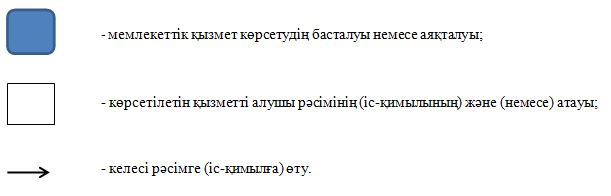 - мемлекеттік қызмет көрсетудің басталуы немесе аяқталуы;
- көрсетілетін қызметті алушы рәсімінің (іс-қимылының) және (немесе) атауы;
- келесі рәсімге (іс-қимылға) өту.